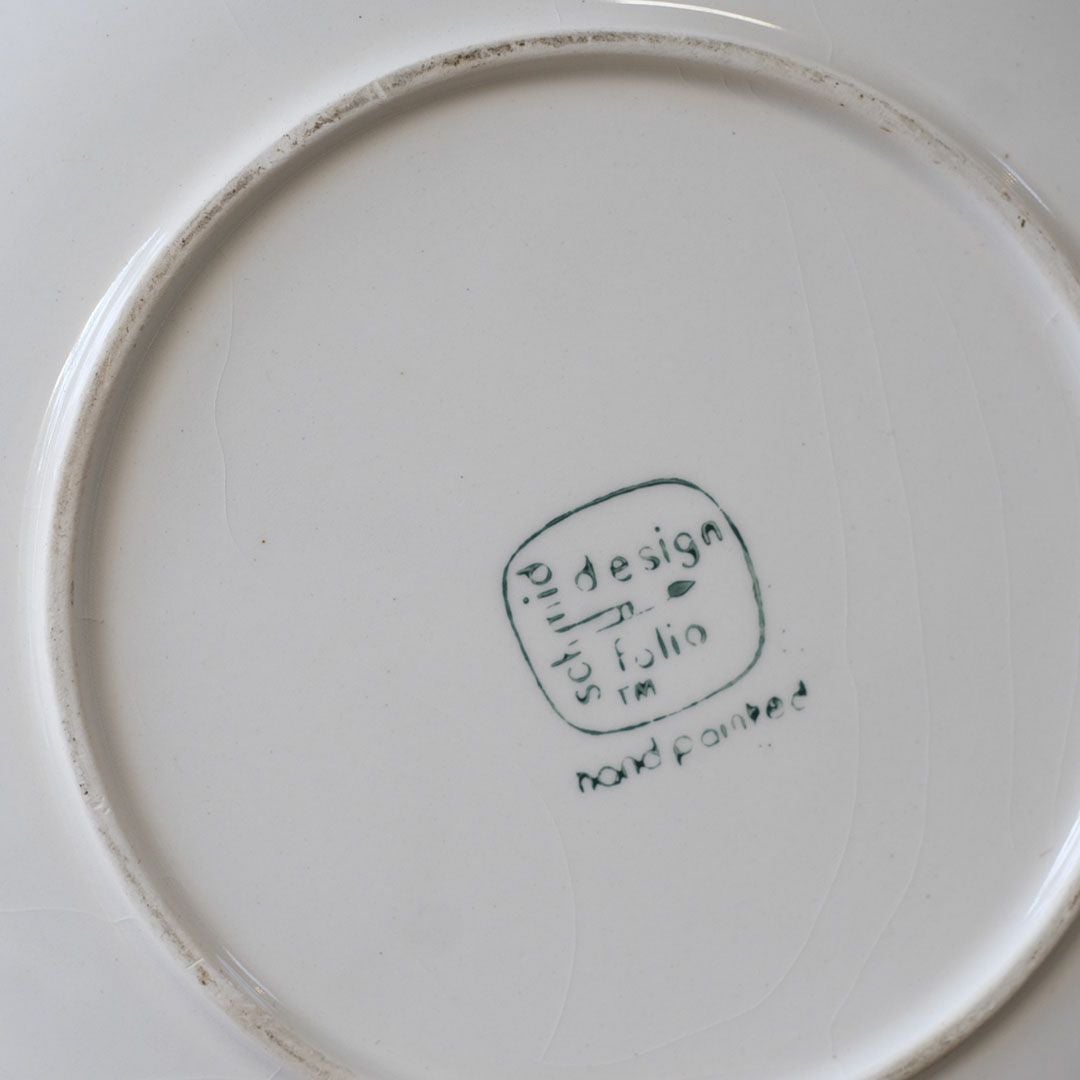 schmid
design
folio
TM
hand painted